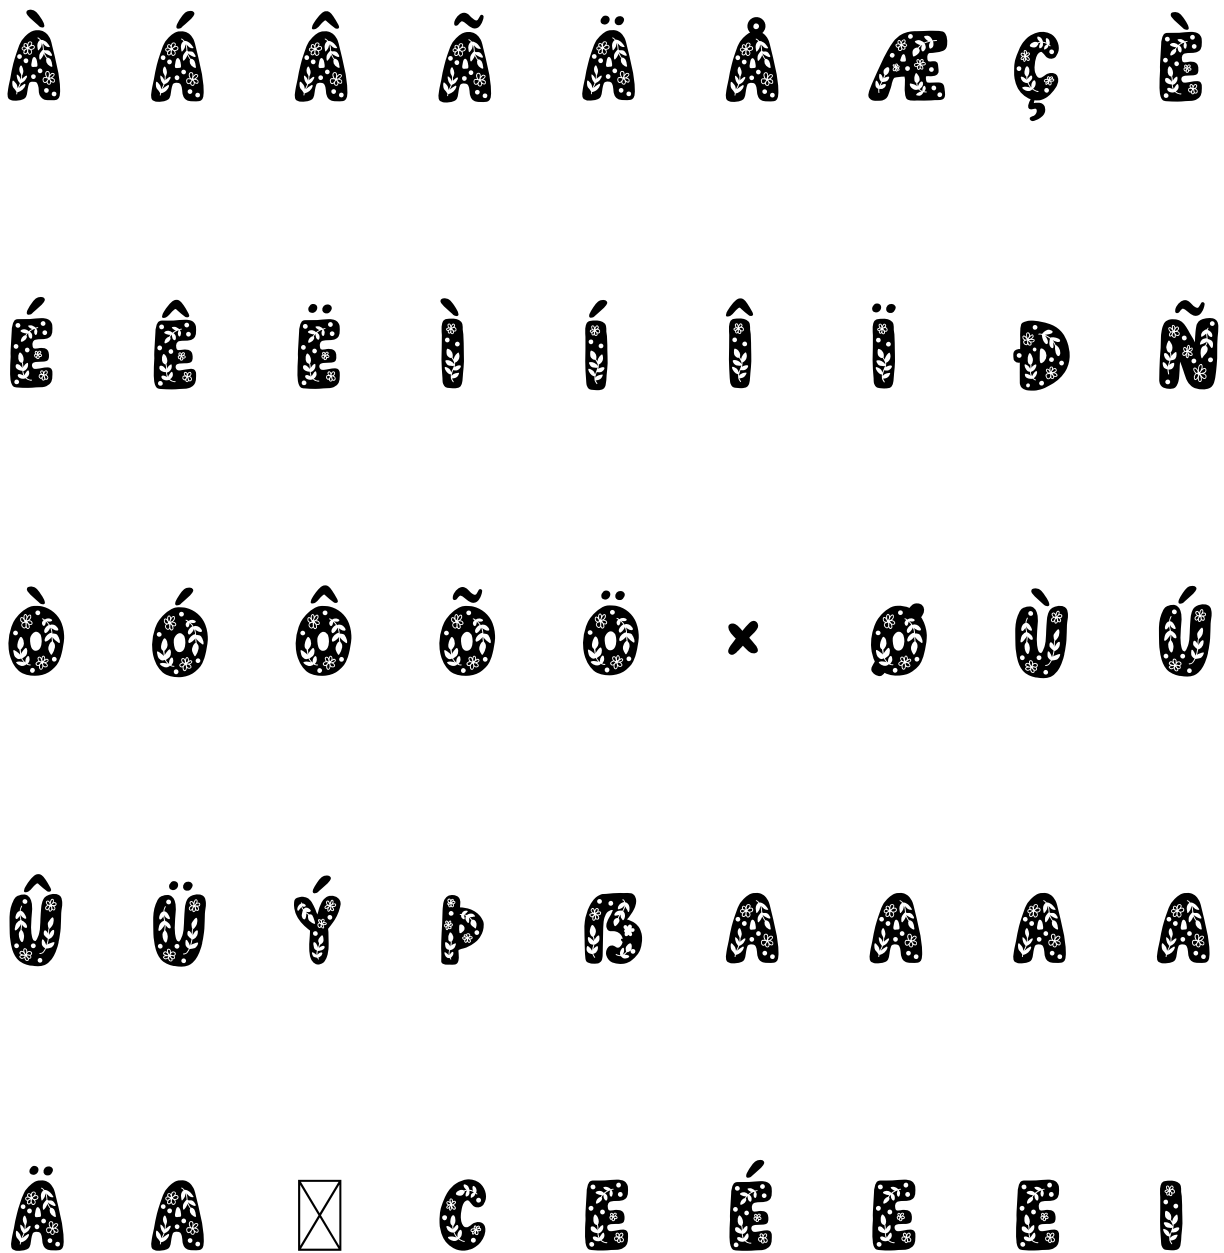 À Á Â Ã Ä Å Æ Ç È
É Ê Ë Ì Í Î Ï Ð Ñ
Ò Ó Ô Õ Ö × Ø Ù Ú
Û Ü Ý Þ ß A A A A
Ä A C E É E E I